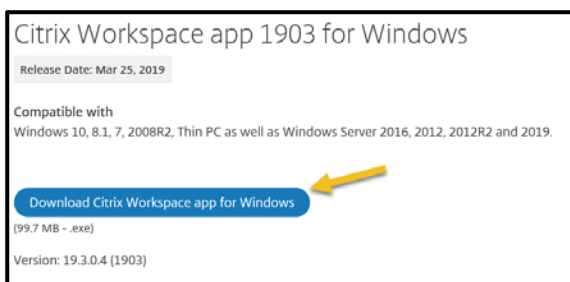 Citrix Workspace app 1903 for Windows
Release Date: Mar 25, 2019
Compatible with
Windows 10, 8.1, 7, 2008R2, Thin PC as well as Windows Server 2016, 2012, 2012R2 and 2019.
Download Citrix Workspace app for Windows
(99.7 MB - .exe)
Version: 19.3.0.4 (1903)